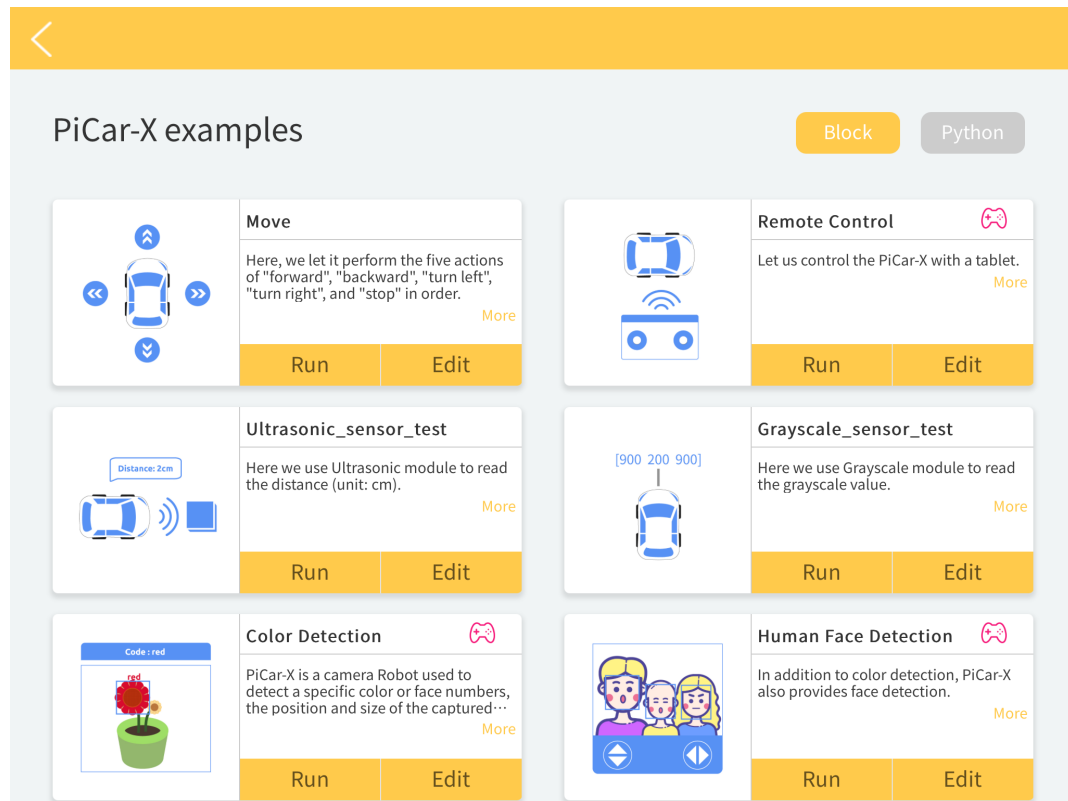 PiCar-X examples
Block
Python
Move
Here, we let it perform the five actions
of "forward", "backward", "turn left",
"turn right", and "stop" in order.
More
Run
Edit
Remote Control
Let us control the PiCar-X with a tablet.
More
Run
Edit
Distance: 2cm
Ultrasonic_sensor_test
Here we use Ultrasonic module to read
the distance (unit: cm).
More
Run
Edit
[900 200 900]
Grayscale_sensor_test
Here we use Grayscale module to read
the grayscale value.
More
Run
Edit
Code : red
red
Color Detection
PiCar-X is a camera Robot used to
detect a specific color or face numbers,
the position and size of the captured···
More
Run
Edit
Human Face Detection
In addition to color detection, PiCar-X
also provides face detection.
More
Run
Edit